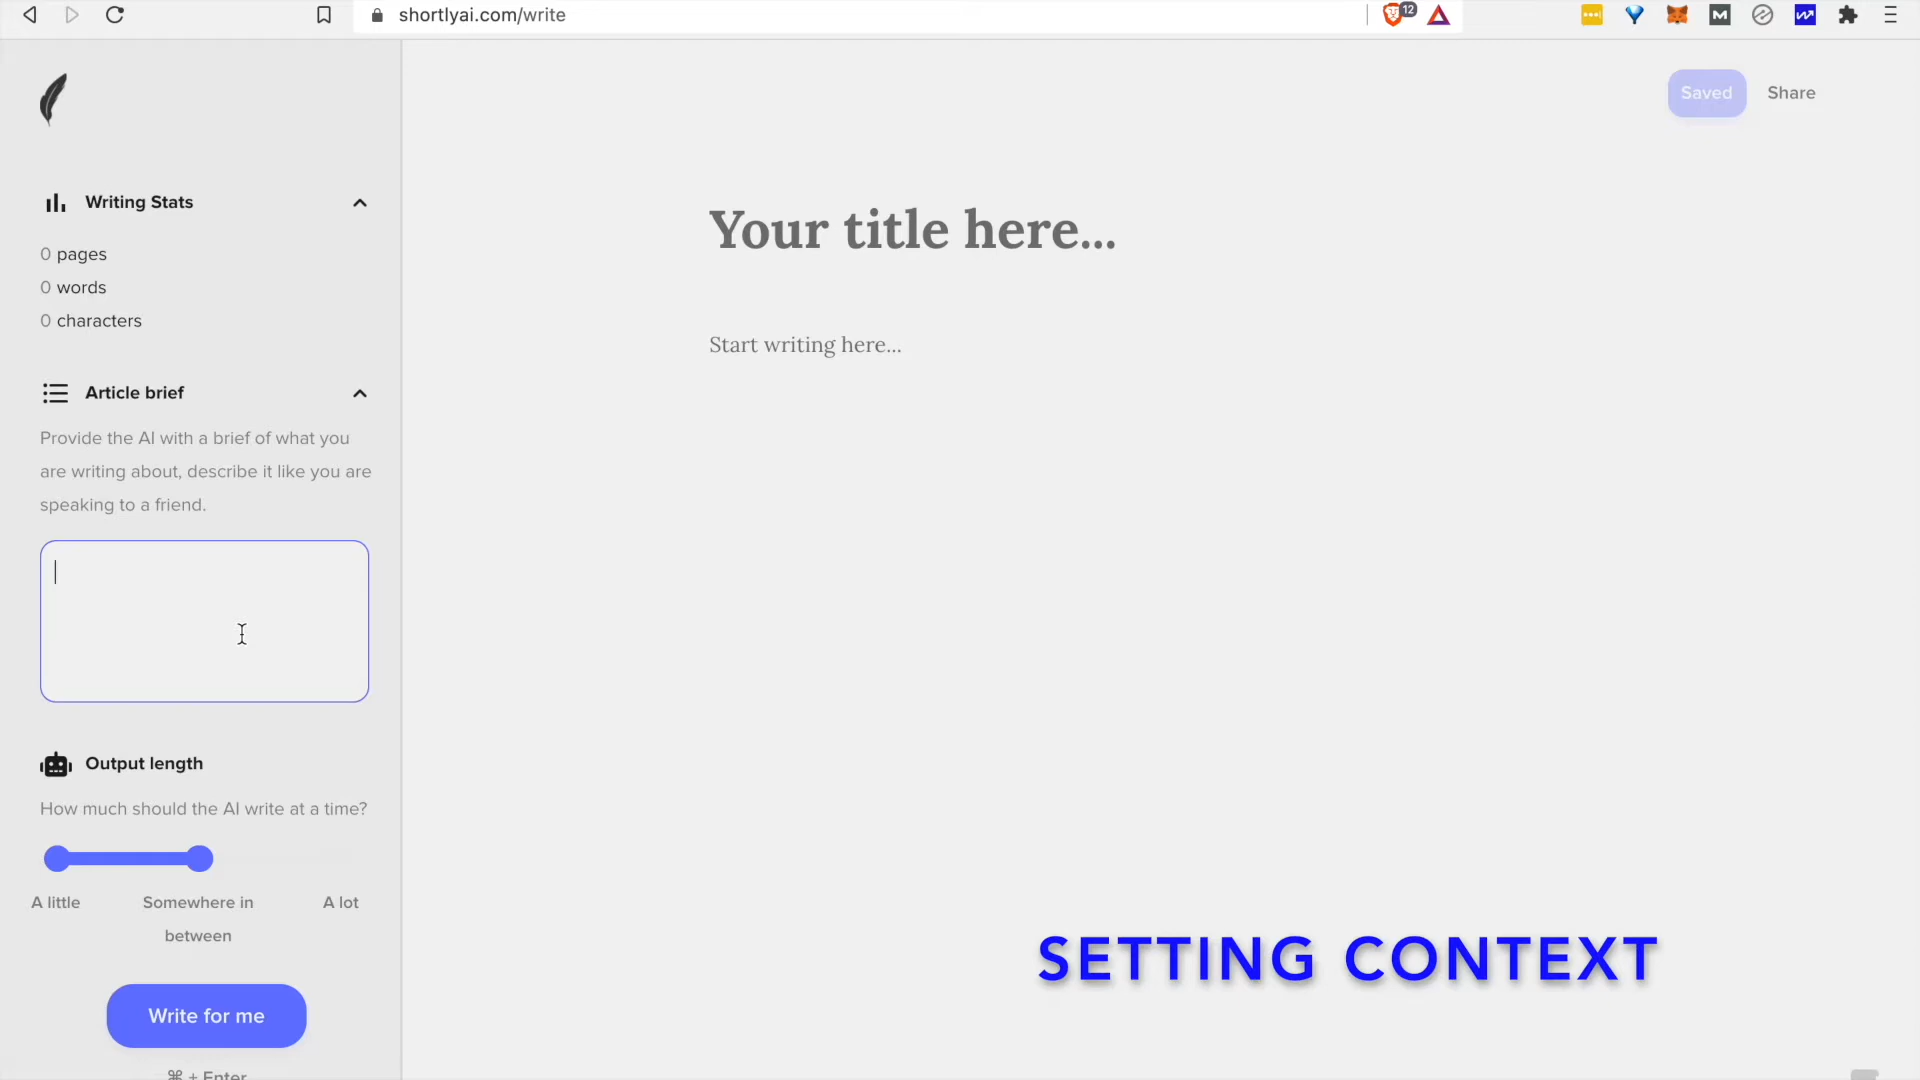 shortlyai.com/write
12
Saved
Share
Writing Stats
0 pages
0 words
0 characters
Article brief
Provide the AI with a brief of what you
are writing about, describe it like you are
speaking to a friend.
Output length
How much should the AI write at a time?
A little
Somewhere in
between
A lot
Write for me
⌘ + Enter
Your title here...
Start writing here...
SETTING CONTEXT